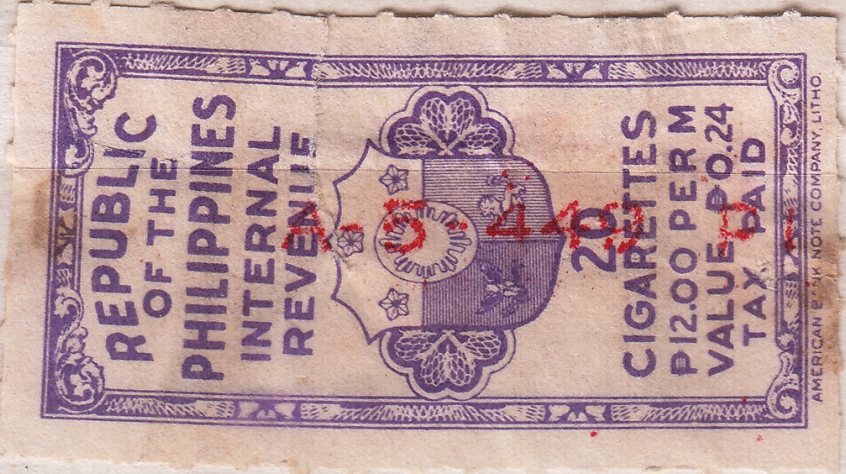 REPUBLIC
OF THE
PHILIPPINES
INTERNAL
REVENUE
20
CIGARETTES
₱12.00 PER M
VALUE ₱0.24
TAX PAID
AMERICAN BANK NOTE COMPANY, LITHO.